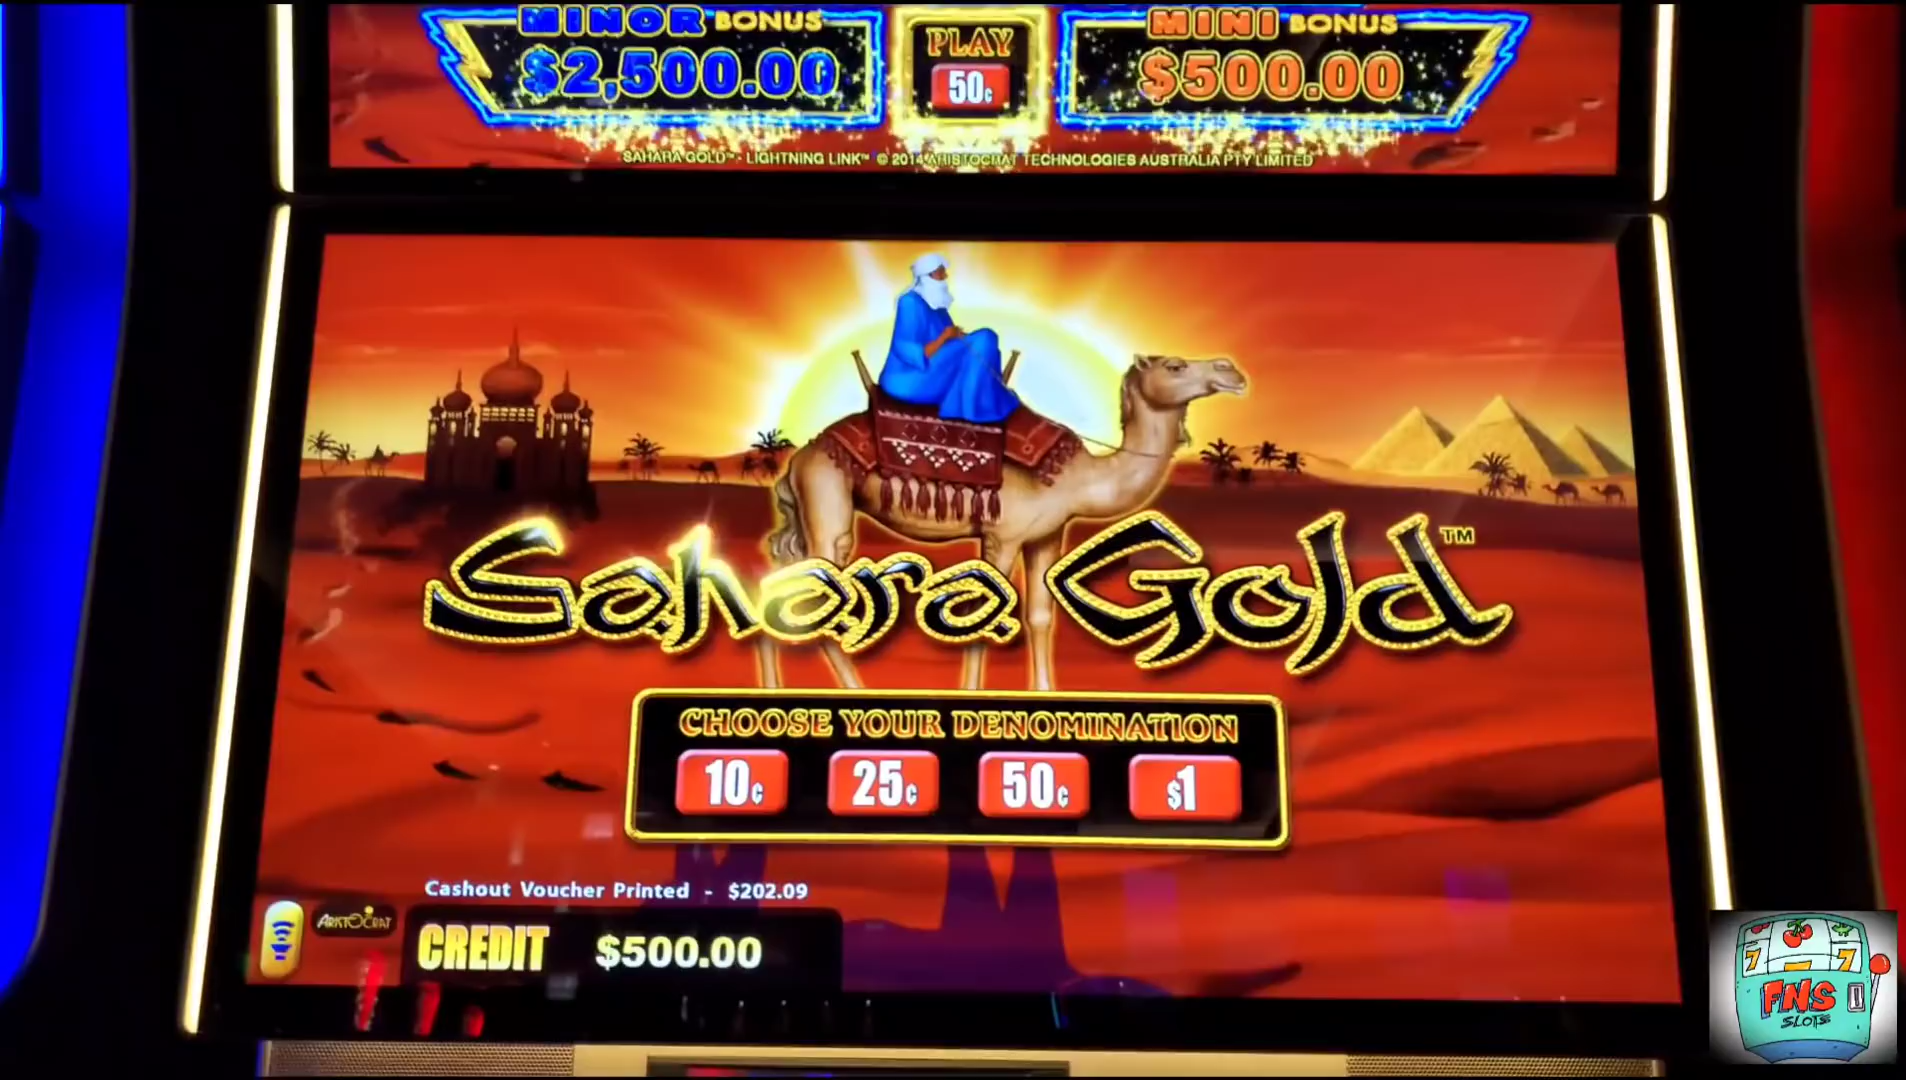 MINOR BONUS
$2,500.00
PLAY
50¢
MINI BONUS
$500.00
SAHARA GOLD™ - LIGHTNING LINK™ © 2014 ARISTOCRAT TECHNOLOGIES AUSTRALIA PTY LIMITED
Sahara Gold™
CHOOSE YOUR DENOMINATION
10¢ 25¢ 50¢ $1
Cashout Voucher Printed - $202.09
ARISTOCRAT
CREDIT $500.00
7 7
FNS
SLOTS